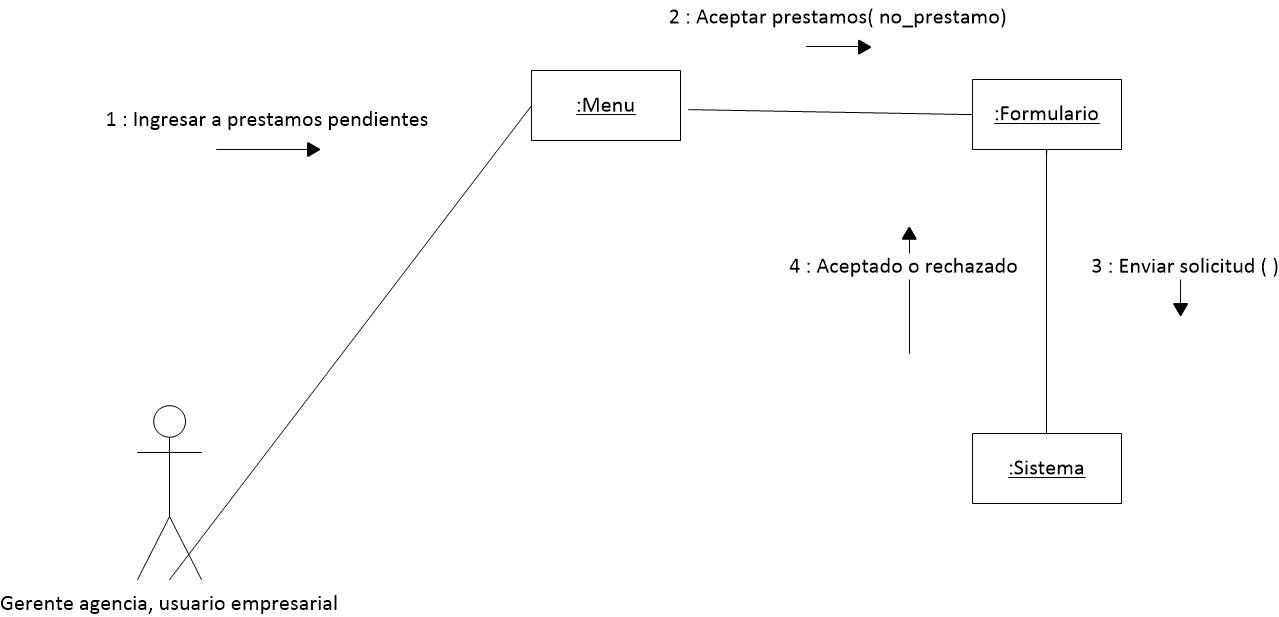 2 : Aceptar prestamos( no_prestamo)
:Menu
:Formulario
1 : Ingresar a prestamos pendientes
4 : Aceptado o rechazado
3 : Enviar solicitud ( )
:Sistema
Gerente agencia, usuario empresarial